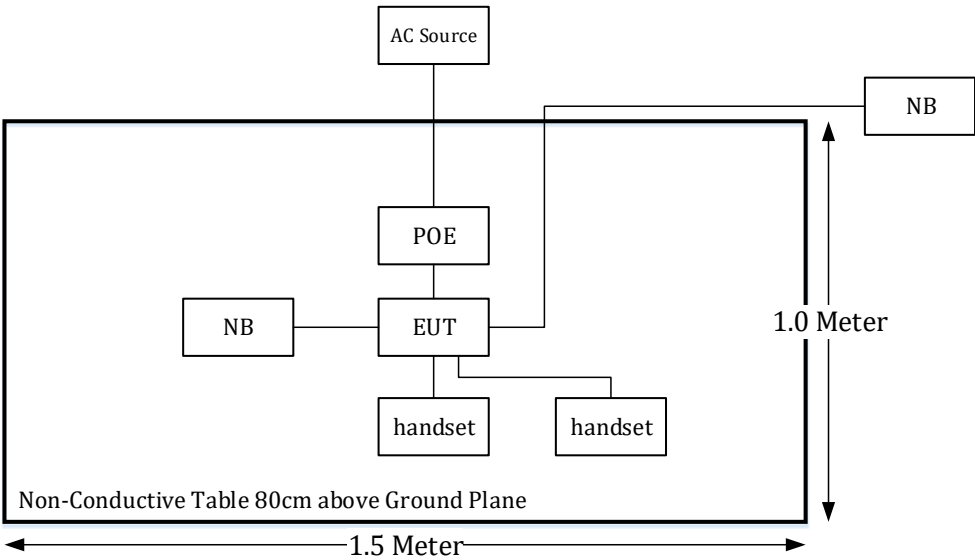 AC Source
NB
POE
NB
EUT
1.0 Meter
handset
handset
Non-Conductive Table 80cm above Ground Plane
1.5 Meter